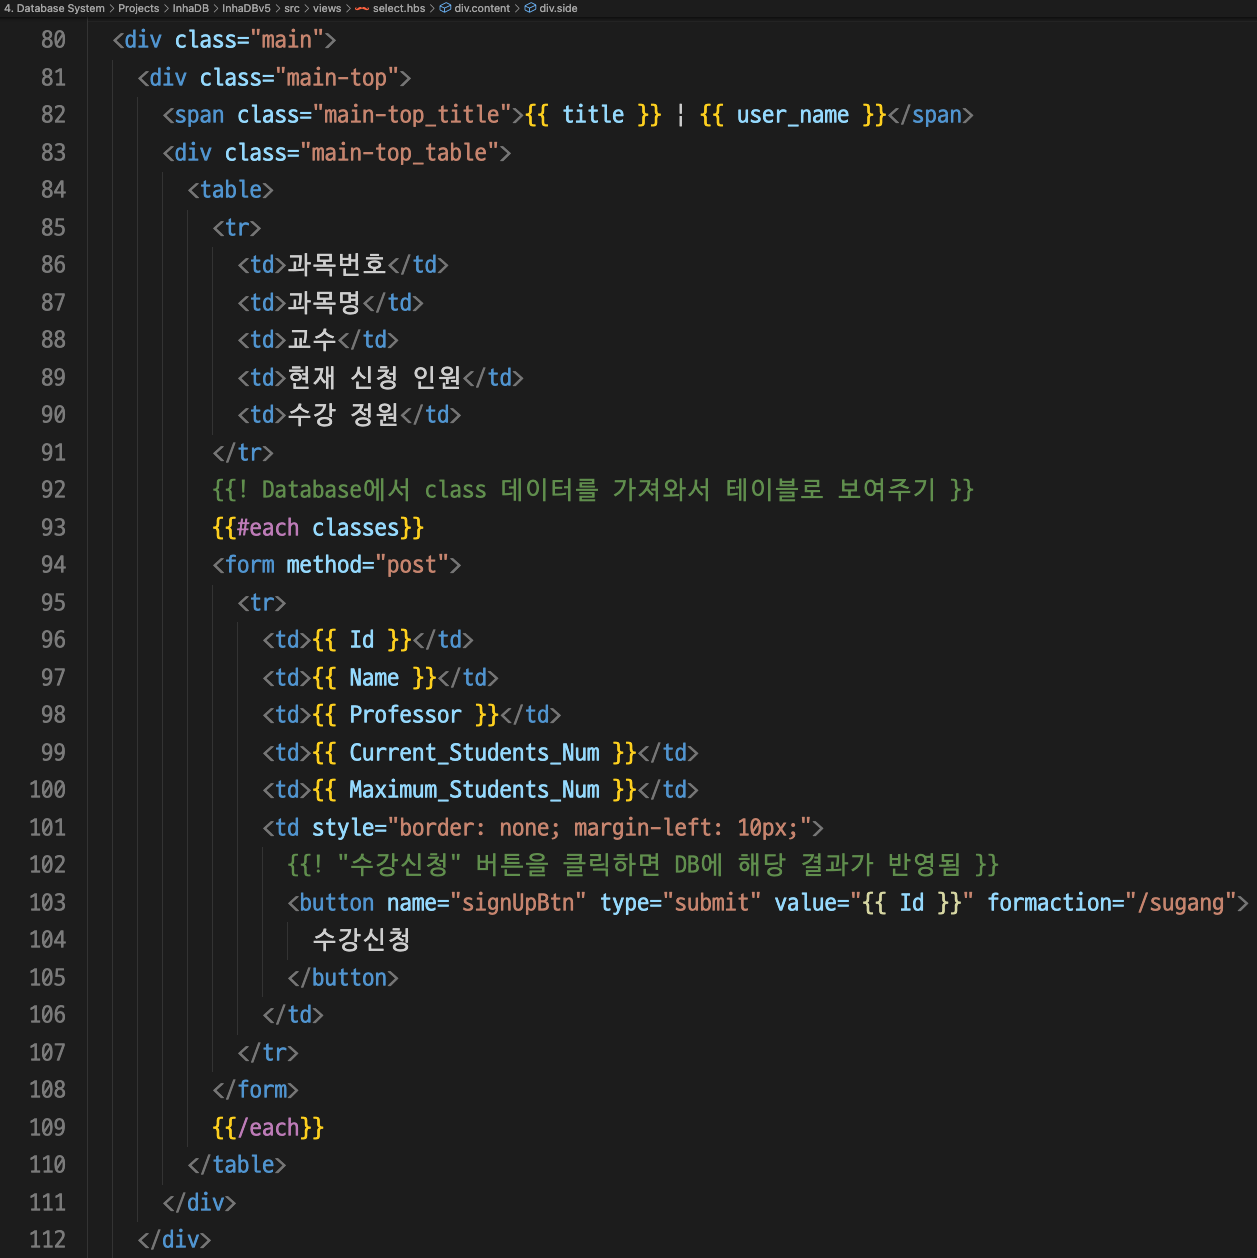 4. Database System > Projects > InhaDB > InhaDBv5 > src > views > select.hbs > div.content > div.side
80 <div class="main">
81 <div class="main-top">
82 <span class="main-top_title">{{ title }} | {{ user_name }}</span>
83 <div class="main-top_table">
84 <table>
85 <tr>
86 <td>과목번호</td>
87 <td>과목명</td>
88 <td>교수</td>
89 <td>현재 신청 인원</td>
90 <td>수강 정원</td>
91 </tr>
92 {{! Database에서 class 데이터를 가져와서 테이블로 보여주기 }}
93 {{#each classes}}
94 <form method="post">
95 <tr>
96 <td>{{ Id }}</td>
97 <td>{{ Name }}</td>
98 <td>{{ Professor }}</td>
99 <td>{{ Current_Students_Num }}</td>
100 <td>{{ Maximum_Students_Num }}</td>
101 <td style="border: none; margin-left: 10px;">
102 {{! "수강신청" 버튼을 클릭하면 DB에 해당 결과가 반영됨 }}
103 <button name="signUpBtn" type="submit" value="{{ Id }}" formaction="/sugang">
104 수강신청
105 </button>
106 </td>
107 </tr>
108 </form>
109 {{/each}}
110 </table>
111 </div>
112 </div>